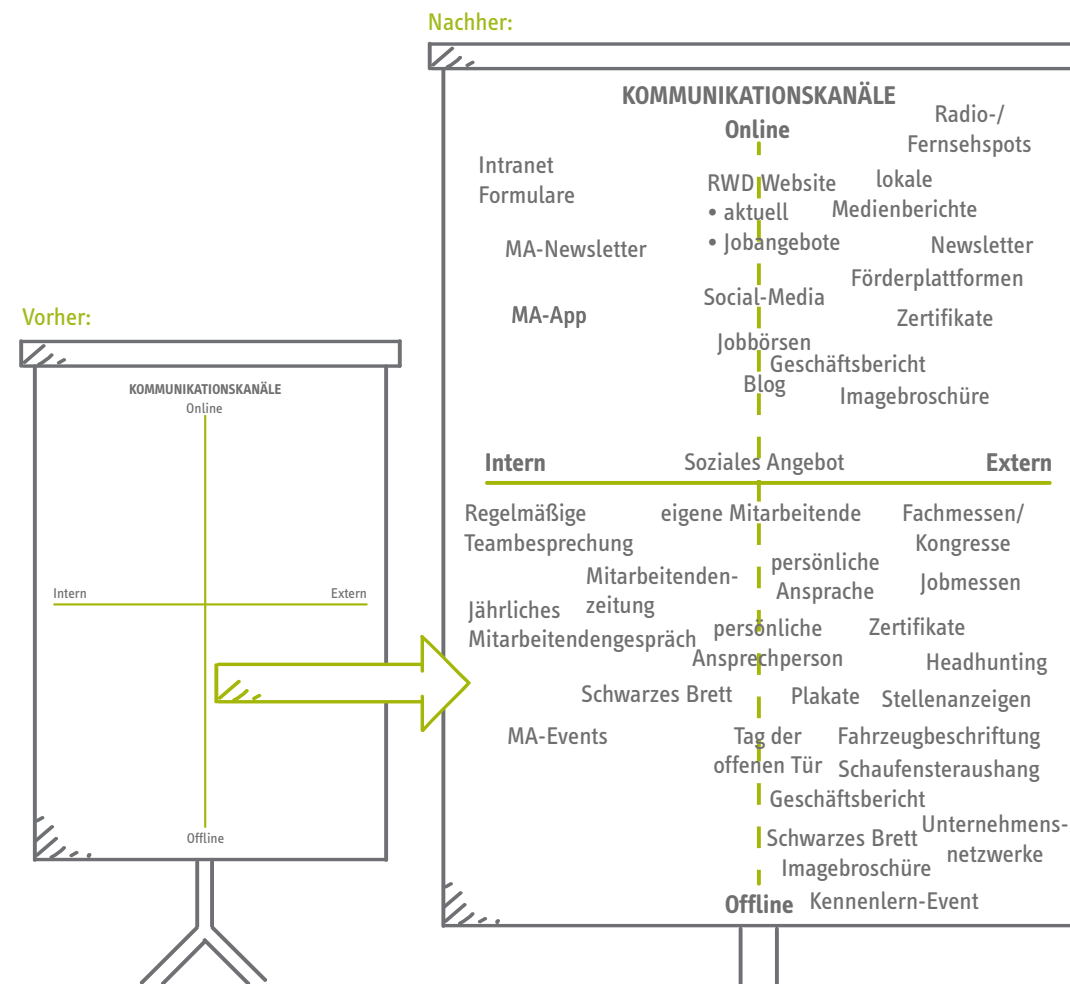 Nachher:
KOMMUNIKATIONSKANÄLE
Online
Radio-/
Fernsehspots
Intranet
Formulare
RWD Website
• aktuell
• Jobangebote
lokale
Medienberichte
MA-Newsletter
Newsletter
Förderplattformen
Social-Media
MA-App
Zertifikate
Jobbörsen
Geschäftsbericht
Blog
Imagebroschüre
Intern
Soziales Angebot
Extern
Regelmäßige
Teambesprechung
eigene Mitarbeitende
Fachmessen/
Kongresse
persönliche
Ansprache
Mitarbeitenden-
zeitung
Jobmessen
Jährliches
Mitarbeitendengespräch
persönliche
Ansprechperson
Zertifikate
Headhunting
Schwarzes Brett
Plakate
Stellenanzeigen
MA-Events
Tag der
offenen Tür
Fahrzeugbeschriftung
Schaufensteraushang
Geschäftsbericht
Unternehmens-
netzwerke
Schwarzes Brett
Imagebroschüre
Offline
Kennenlern-Event
Vorher:
KOMMUNIKATIONSKANÄLE
Online
Intern
Extern
Offline